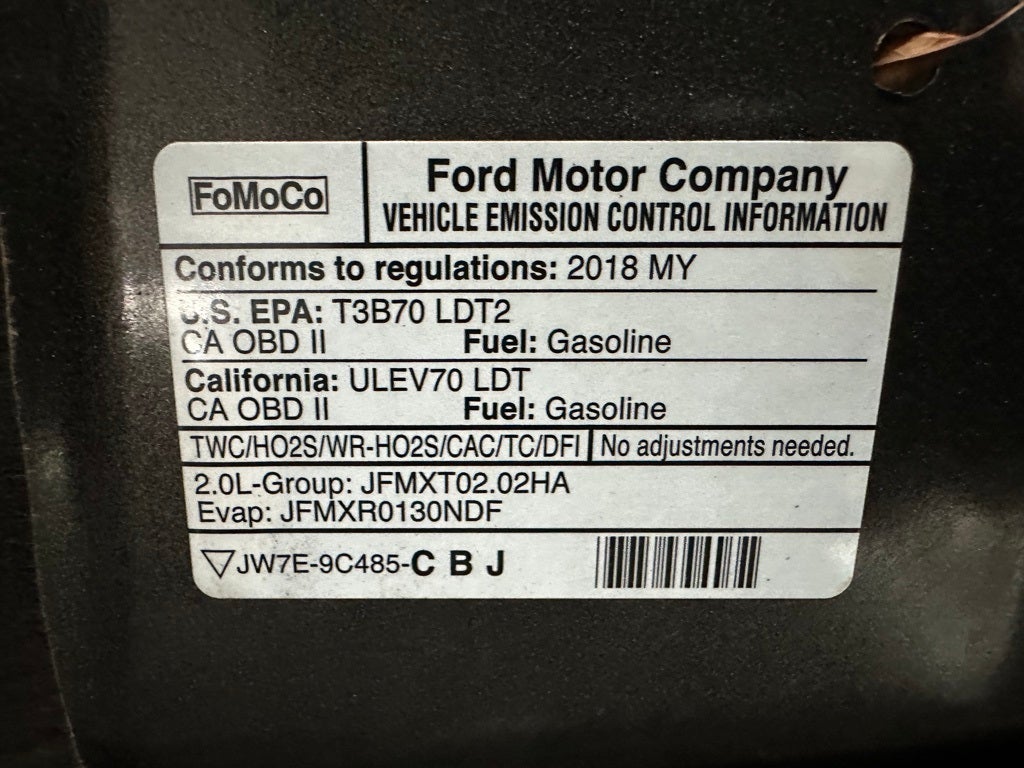 FoMoCo
Ford Motor Company
VEHICLE EMISSION CONTROL INFORMATION
Conforms to regulations: 2018 MY
U.S. EPA: T3B70 LDT2
CA OBD II Fuel: Gasoline
California: ULEV70 LDT
CA OBD II Fuel: Gasoline
TWC/HO2S/WR-HO2S/CAC/TC/DFI No adjustments needed.
2.0L-Group: JFMXT02.02HA
Evap: JFMXR0130NDF
JW7E-9C485-C B J